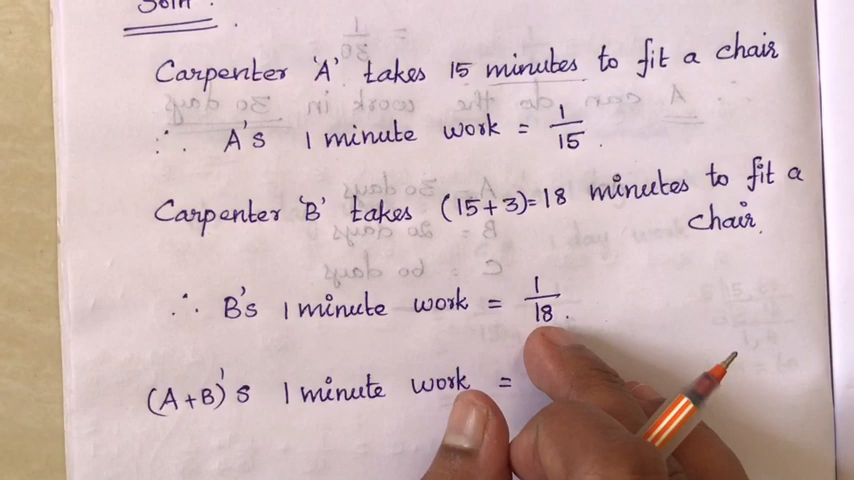 Soln :
Carpenter 'A' takes 15 minutes to fit a chair
∴ A's 1 minute work = 1/15.
Carpenter 'B' takes (15+3)=18 minutes to fit a
chair.
∴ B's 1 minute work = 1/18.
(A+B)'s 1 minute work =